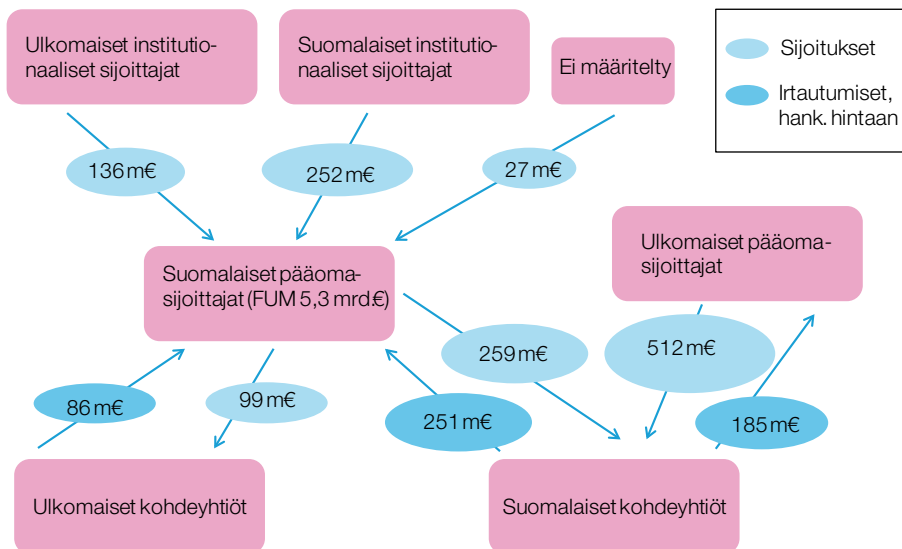 Ulkomaiset institutio-
naaliset sijoittajat
Suomalaiset institutio-
naaliset sijoittajat
Ei määritelty
Sijoitukset
Irtautumiset,
hank. hintaan
136 m€
252 m€
27 m€
Suomalaiset pääoma-
sijoittajat (FUM 5,3 mrd.€)
Ulkomaiset pääoma-
sijoittajat
259 m€
512 m€
86 m€
99 m€
251 m€
185 m€
Ulkomaiset kohdeyhtiöt
Suomalaiset kohdeyhtiöt